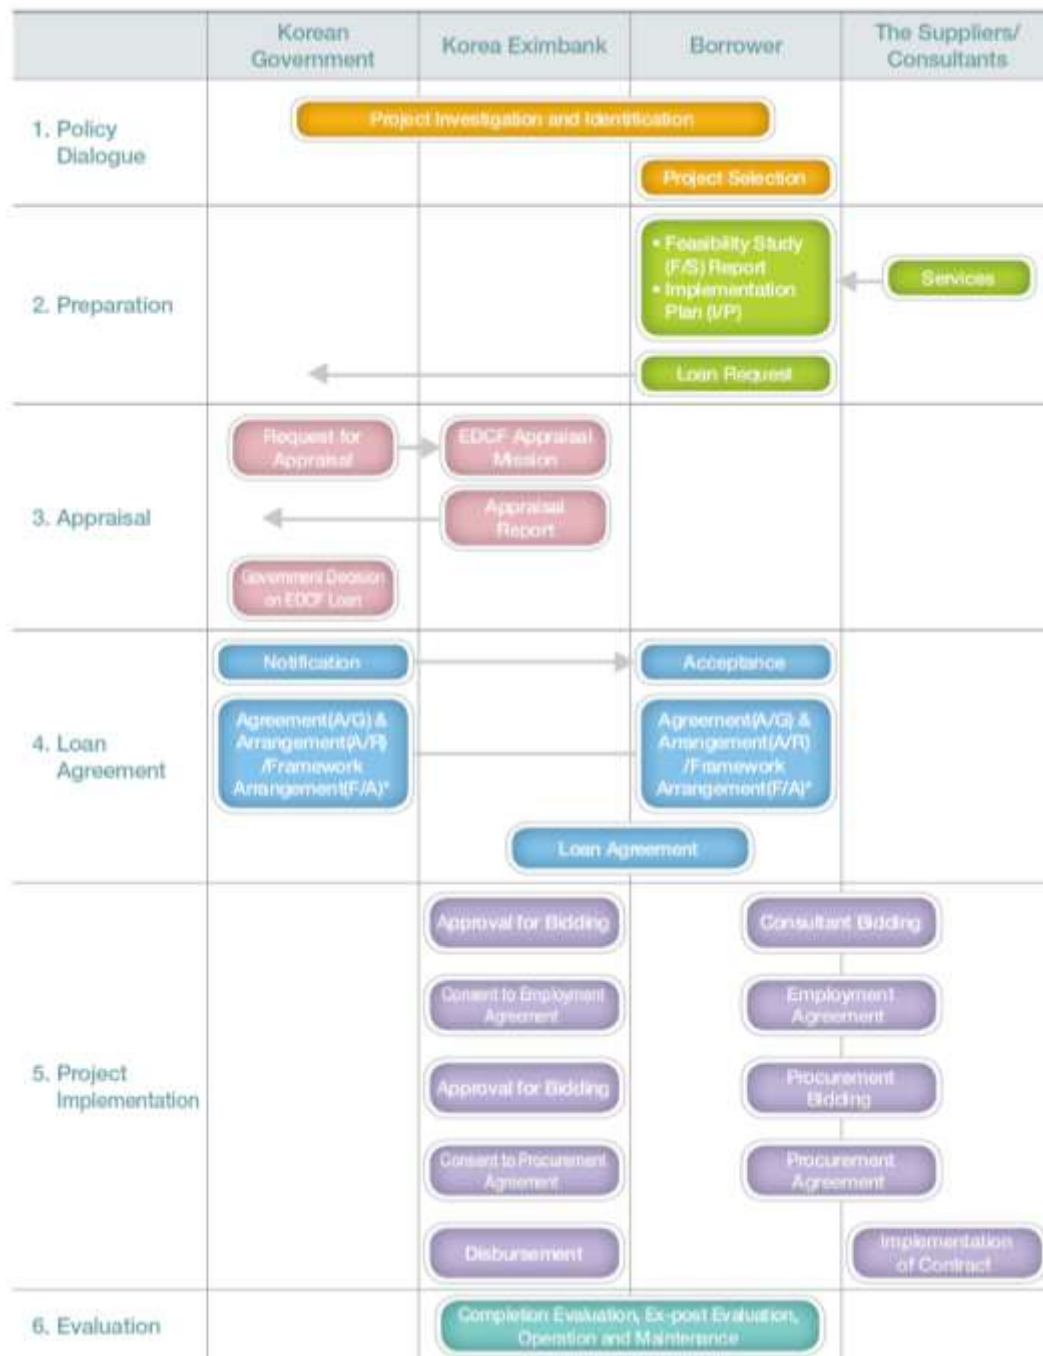 Korean
Government
Korea Eximbank
Borrower
The Suppliers/
Consultants
1. Policy
Dialogue
Project Investigation and Identification
Project Selection
2. Preparation
• Feasibility Study
(F/S) Report
• Implementation
Plan (I/P)
Services
Loan Request
3. Appraisal
Request for
Appraisal
EDCF Appraisal
Mission
Appraisal
Report
Government Decision
on EDCF Loan
4. Loan
Agreement
Notification
Acceptance
Agreement(A/G) &
Arrangement(A/R)
/Framework
Arrangement(F/A)*
Agreement(A/G) &
Arrangement(A/R)
/Framework
Arrangement(F/A)*
Loan Agreement
5. Project
Implementation
Approval for Bidding
Consultant Bidding
Consent to Employment
Agreement
Employment
Agreement
Approval for Bidding
Procurement
Bidding
Consent to Procurement
Agreement
Procurement
Agreement
Disbursement
Implementation
of Contract
6. Evaluation
Completion Evaluation, Ex-post Evaluation,
Operation and Maintenance